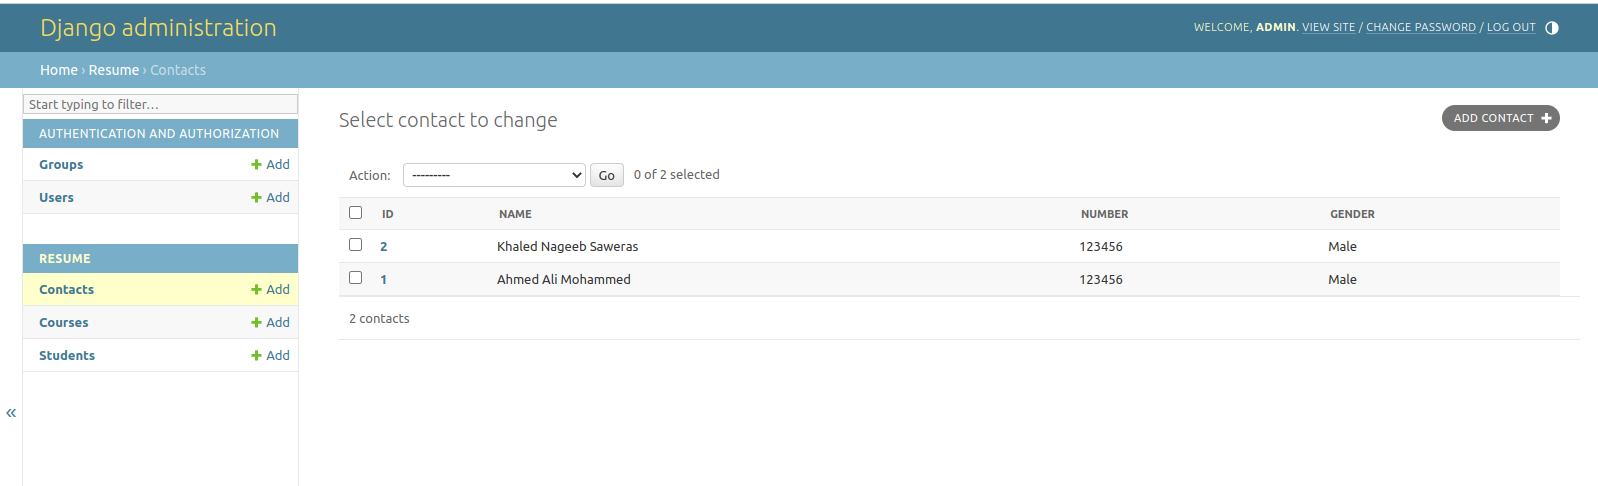 Django administration
WELCOME, ADMIN. VIEW SITE / CHANGE PASSWORD / LOG OUT
Home › Resume › Contacts
Start typing to filter...
AUTHENTICATION AND AUTHORIZATION
Groups + Add
Users + Add
RESUME
Contacts + Add
Courses + Add
Students + Add
«
Select contact to change
ADD CONTACT +
Action: --------- Go 0 of 2 selected
ID NAME NUMBER GENDER
2 Khaled Nageeb Saweras 123456 Male
1 Ahmed Ali Mohammed 123456 Male
2 contacts